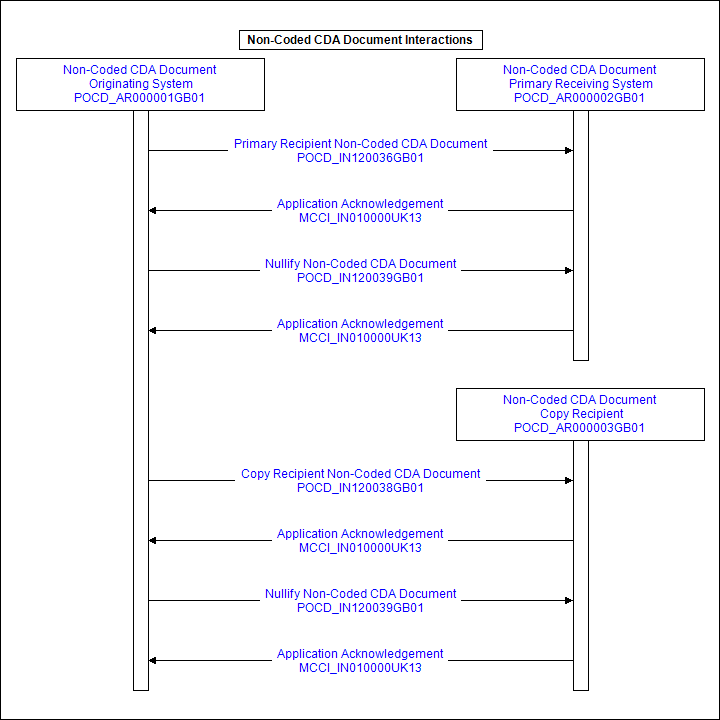 Non-Coded CDA Document Interactions
Non-Coded CDA Document
Originating System
POCD_AR000001GB01
Non-Coded CDA Document
Primary Receiving System
POCD_AR000002GB01
Primary Recipient Non-Coded CDA Document
POCD_IN120036GB01
Application Acknowledgement
MCCI_IN010000UK13
Nullify Non-Coded CDA Document
POCD_IN120039GB01
Application Acknowledgement
MCCI_IN010000UK13
Non-Coded CDA Document
Copy Recipient
POCD_AR000003GB01
Copy Recipient Non-Coded CDA Document
POCD_IN120038GB01
Application Acknowledgement
MCCI_IN010000UK13
Nullify Non-Coded CDA Document
POCD_IN120039GB01
Application Acknowledgement
MCCI_IN010000UK13